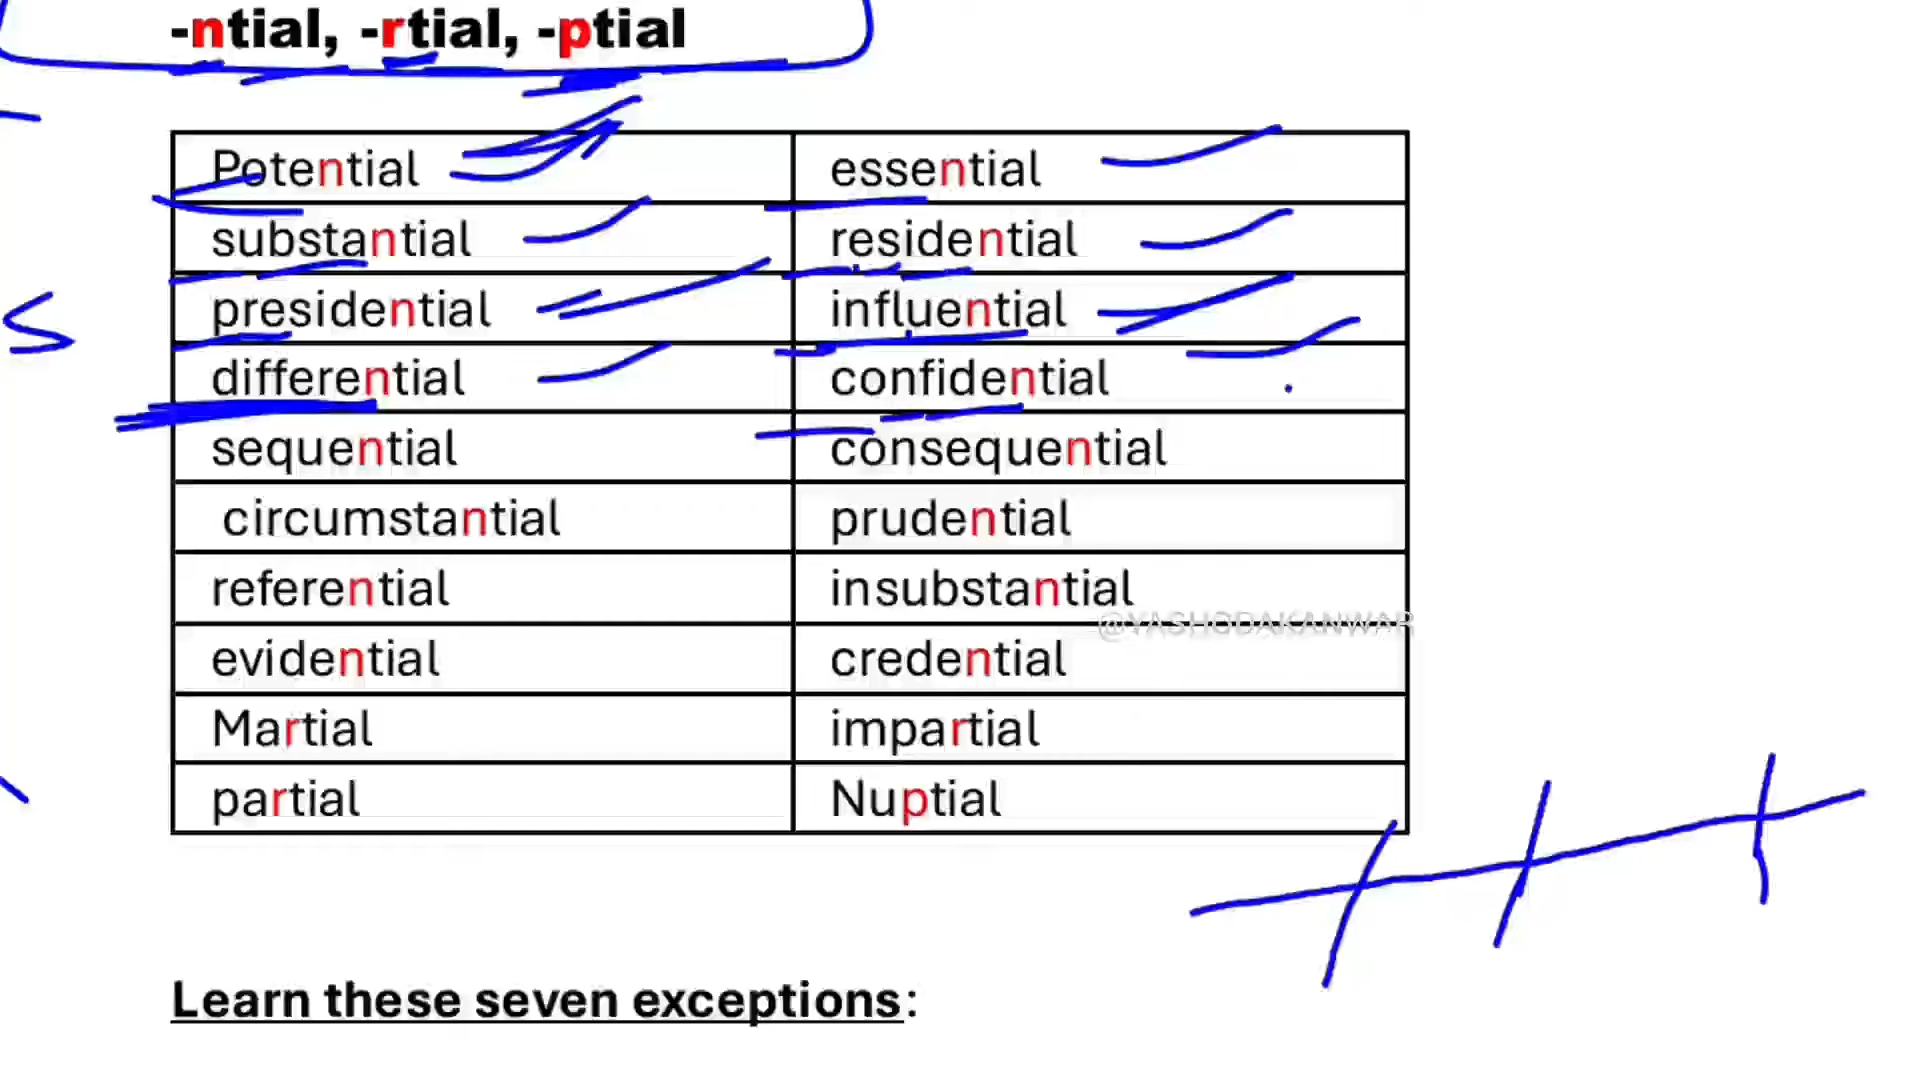 -ntial, -rtial, -ptial
Potential essential
substantial residential
presidential influential
differential confidential
sequential consequential
circumstantial prudential
referential insubstantial
@YASHODAKANWAR
evidential credential
Martial impartial
partial Nuptial
Learn these seven exceptions: